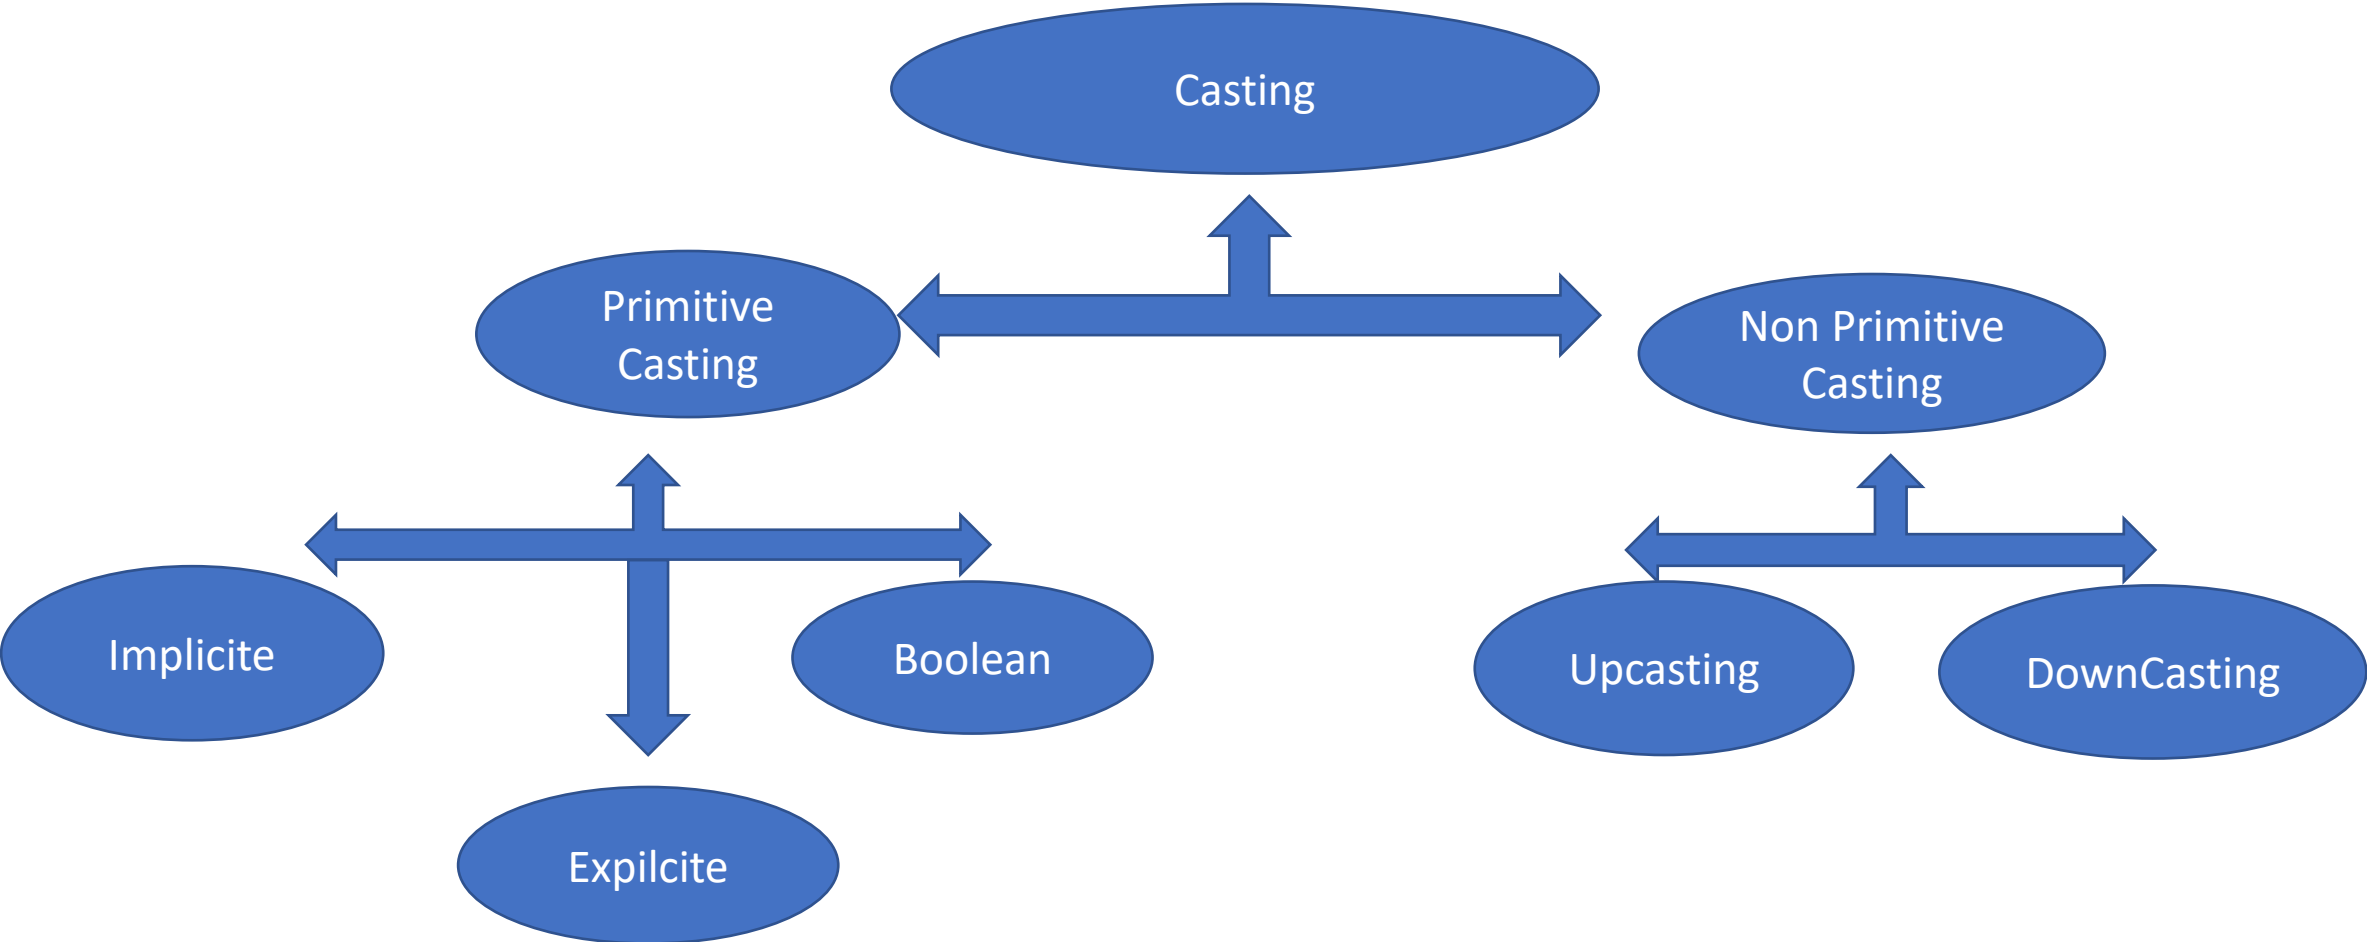 Casting
Primitive
Casting
Non Primitive
Casting
Implicite
Boolean
Upcasting
DownCasting
Expilcite